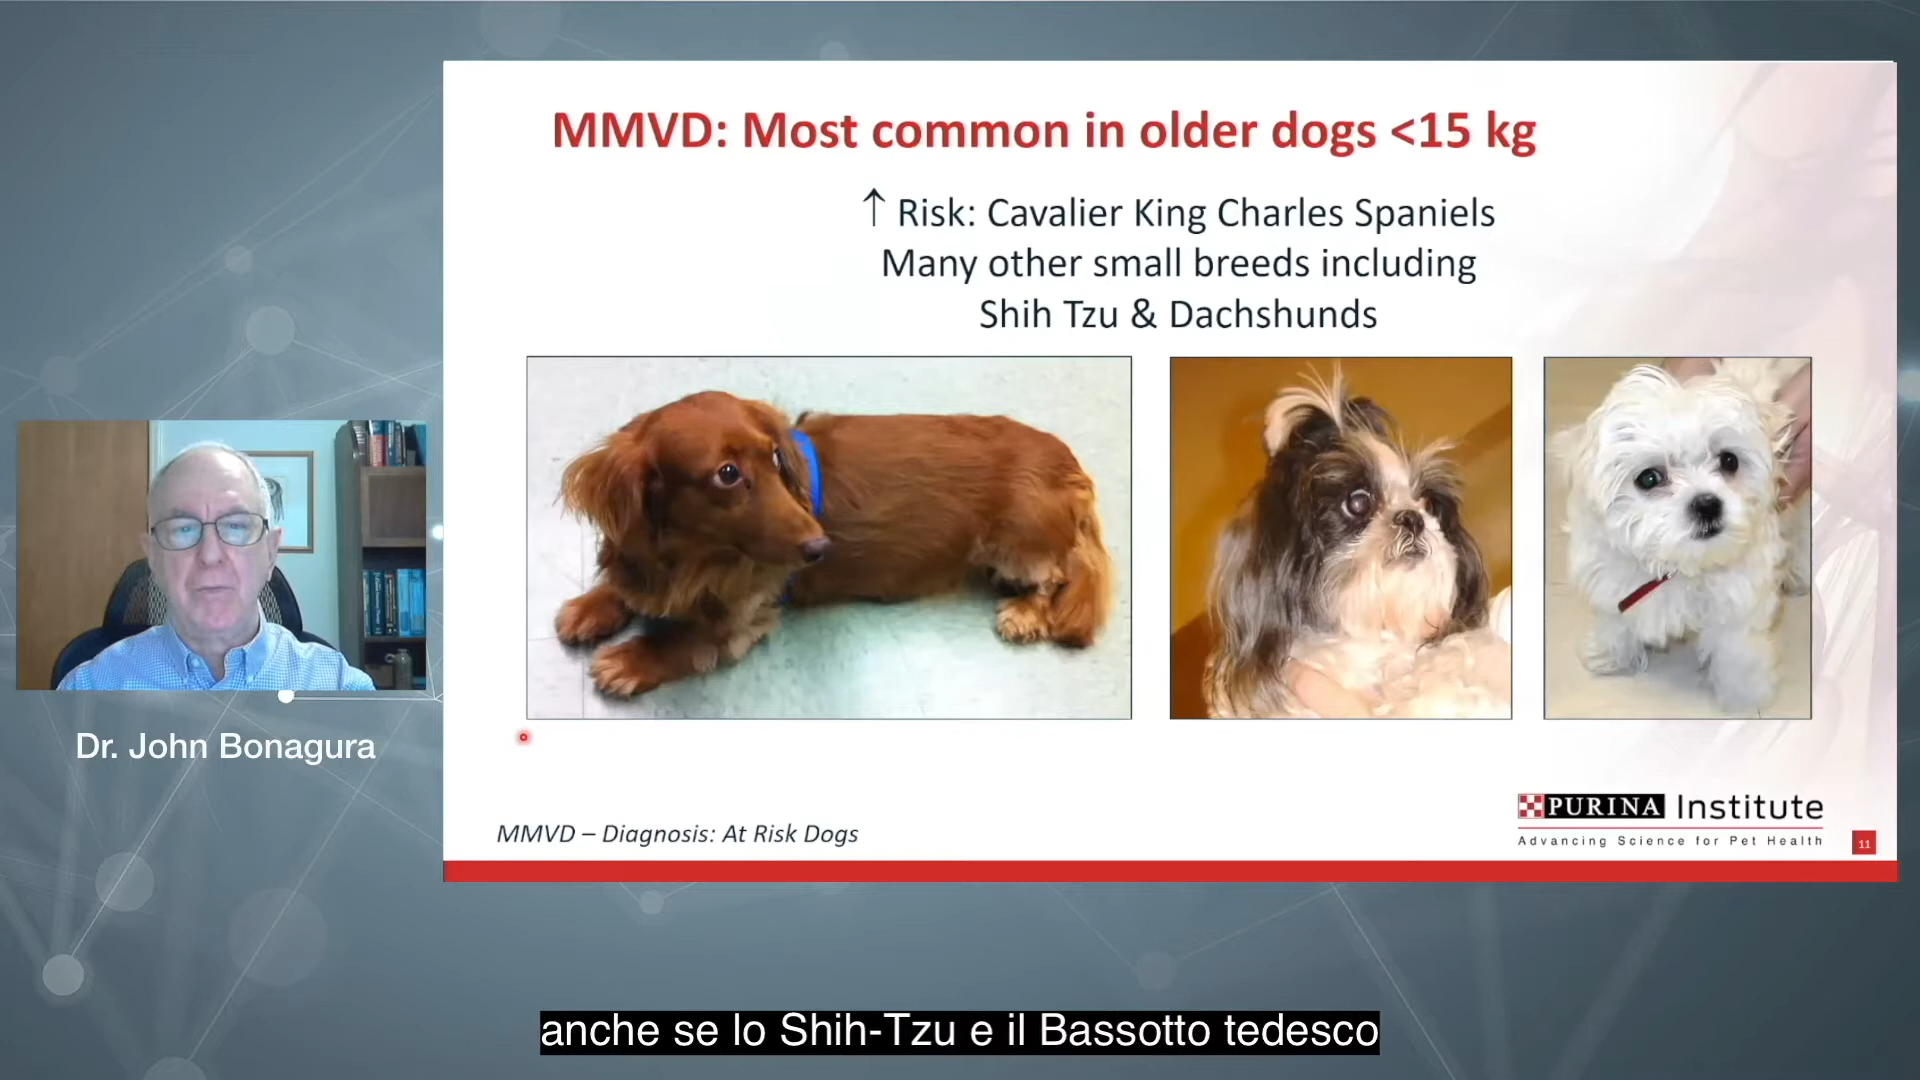 MMVD: Most common in older dogs <15 kg
↑ Risk: Cavalier King Charles Spaniels
Many other small breeds including
Shih Tzu & Dachshunds
Dr. John Bonagura
MMVD – Diagnosis: At Risk Dogs
PURINA Institute
Advancing Science for Pet Health
11
anche se lo Shih-Tzu e il Bassotto tedesco